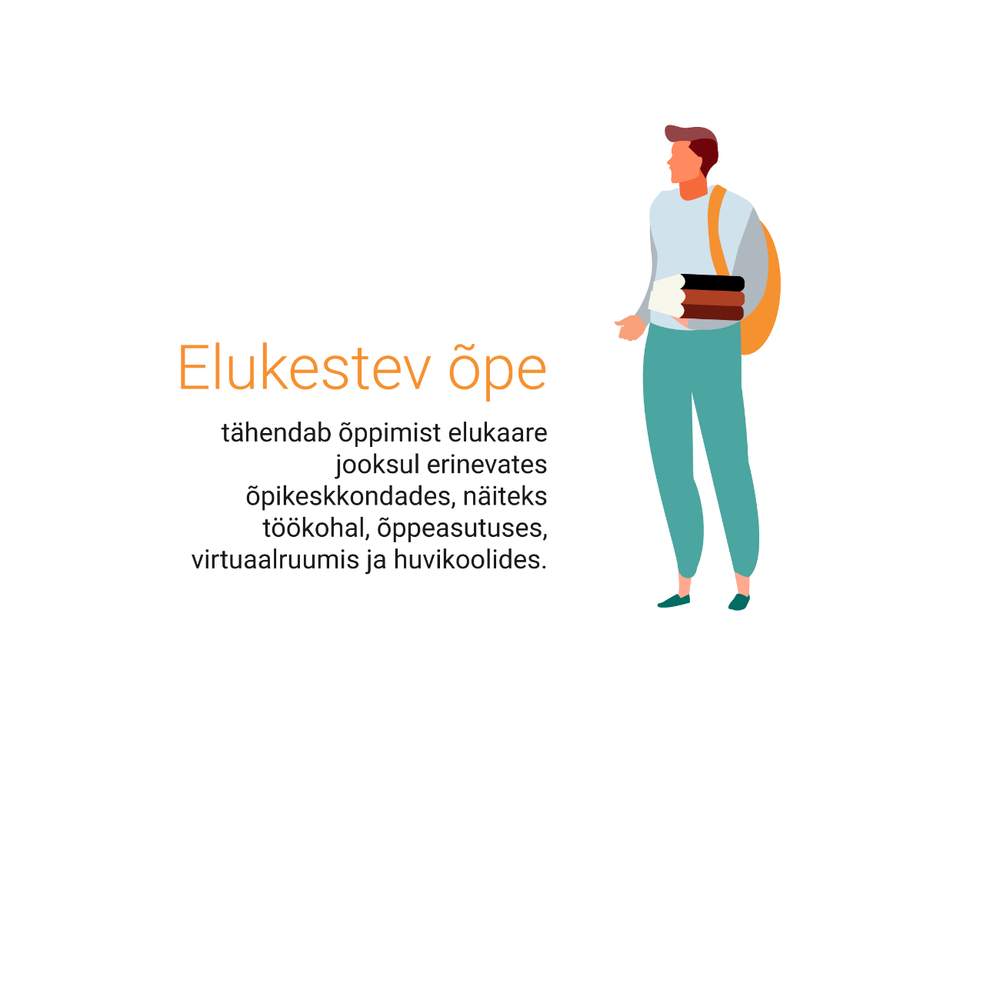 Elukestev õpe
tähendab õppimist elukaare
jooksul erinevates
õpikeskkondades, näiteks
töökohal, õppeasutuses,
virtuaalruumis ja huvikoolides.